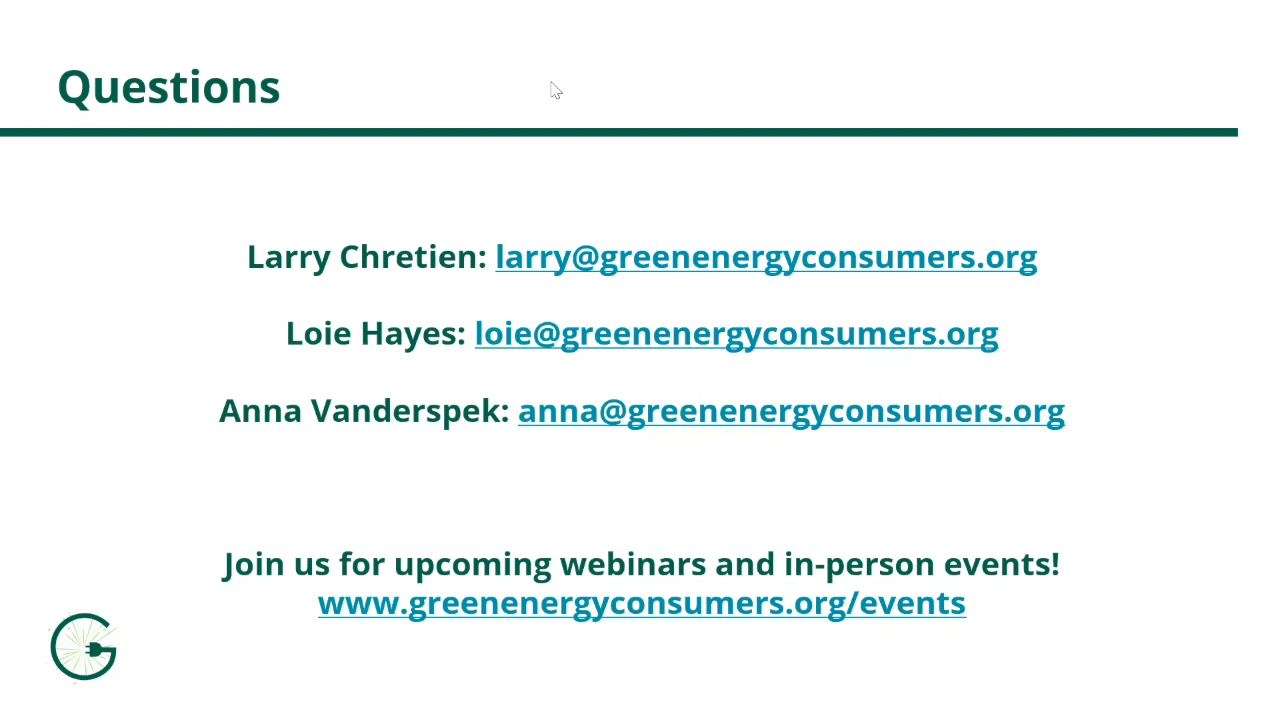 Questions
Larry Chretien: larry@greenenergyconsumers.org
Loie Hayes: loie@greenenergyconsumers.org
Anna Vanderspek: anna@greenenergyconsumers.org
Join us for upcoming webinars and in-person events!
www.greenenergyconsumers.org/events